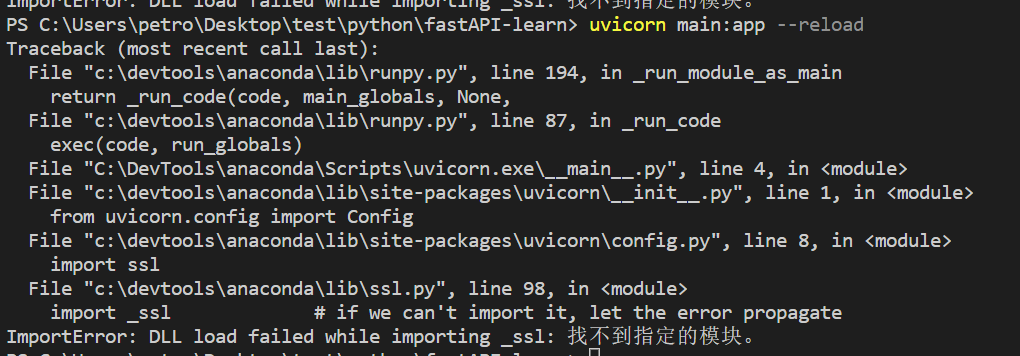 ImportError: DLL load failed while importing _ssl: 找不到指定的模块。
PS C:\Users\petro\Desktop\test\python\fastAPI-learn> uvicorn main:app --reload
Traceback (most recent call last):
  File "c:\devtools\anaconda\lib\runpy.py", line 194, in _run_module_as_main
    return _run_code(code, main_globals, None,
  File "c:\devtools\anaconda\lib\runpy.py", line 87, in _run_code
    exec(code, run_globals)
  File "C:\DevTools\anaconda\Scripts\uvicorn.exe\__main__.py", line 4, in <module>
  File "c:\devtools\anaconda\lib\site-packages\uvicorn\__init__.py", line 1, in <module>
    from uvicorn.config import Config
  File "c:\devtools\anaconda\lib\site-packages\uvicorn\config.py", line 8, in <module>
    import ssl
  File "c:\devtools\anaconda\lib\ssl.py", line 98, in <module>
    import _ssl             # if we can't import it, let the error propagate
ImportError: DLL load failed while importing _ssl: 找不到指定的模块。
PS C:\Users\petro\Desktop\test\python\fastAPI-learn>